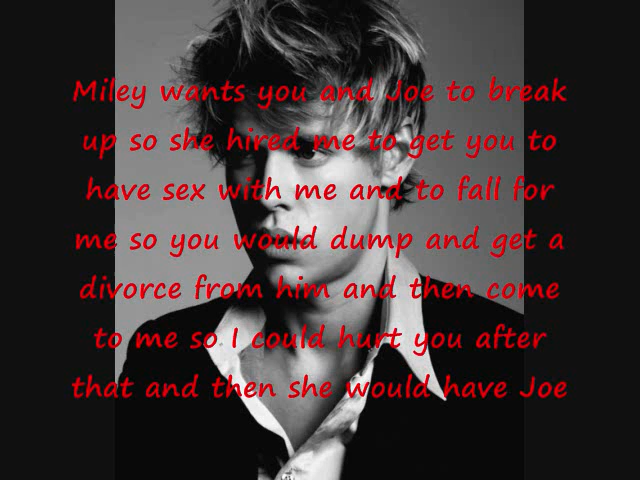 Miley wants you and Joe to break
up so she hired me to get you to
have sex with me and to fall for
me so you would dump and get a
divorce from him and then come
to me so I could hurt you after
that and then she would have Joe